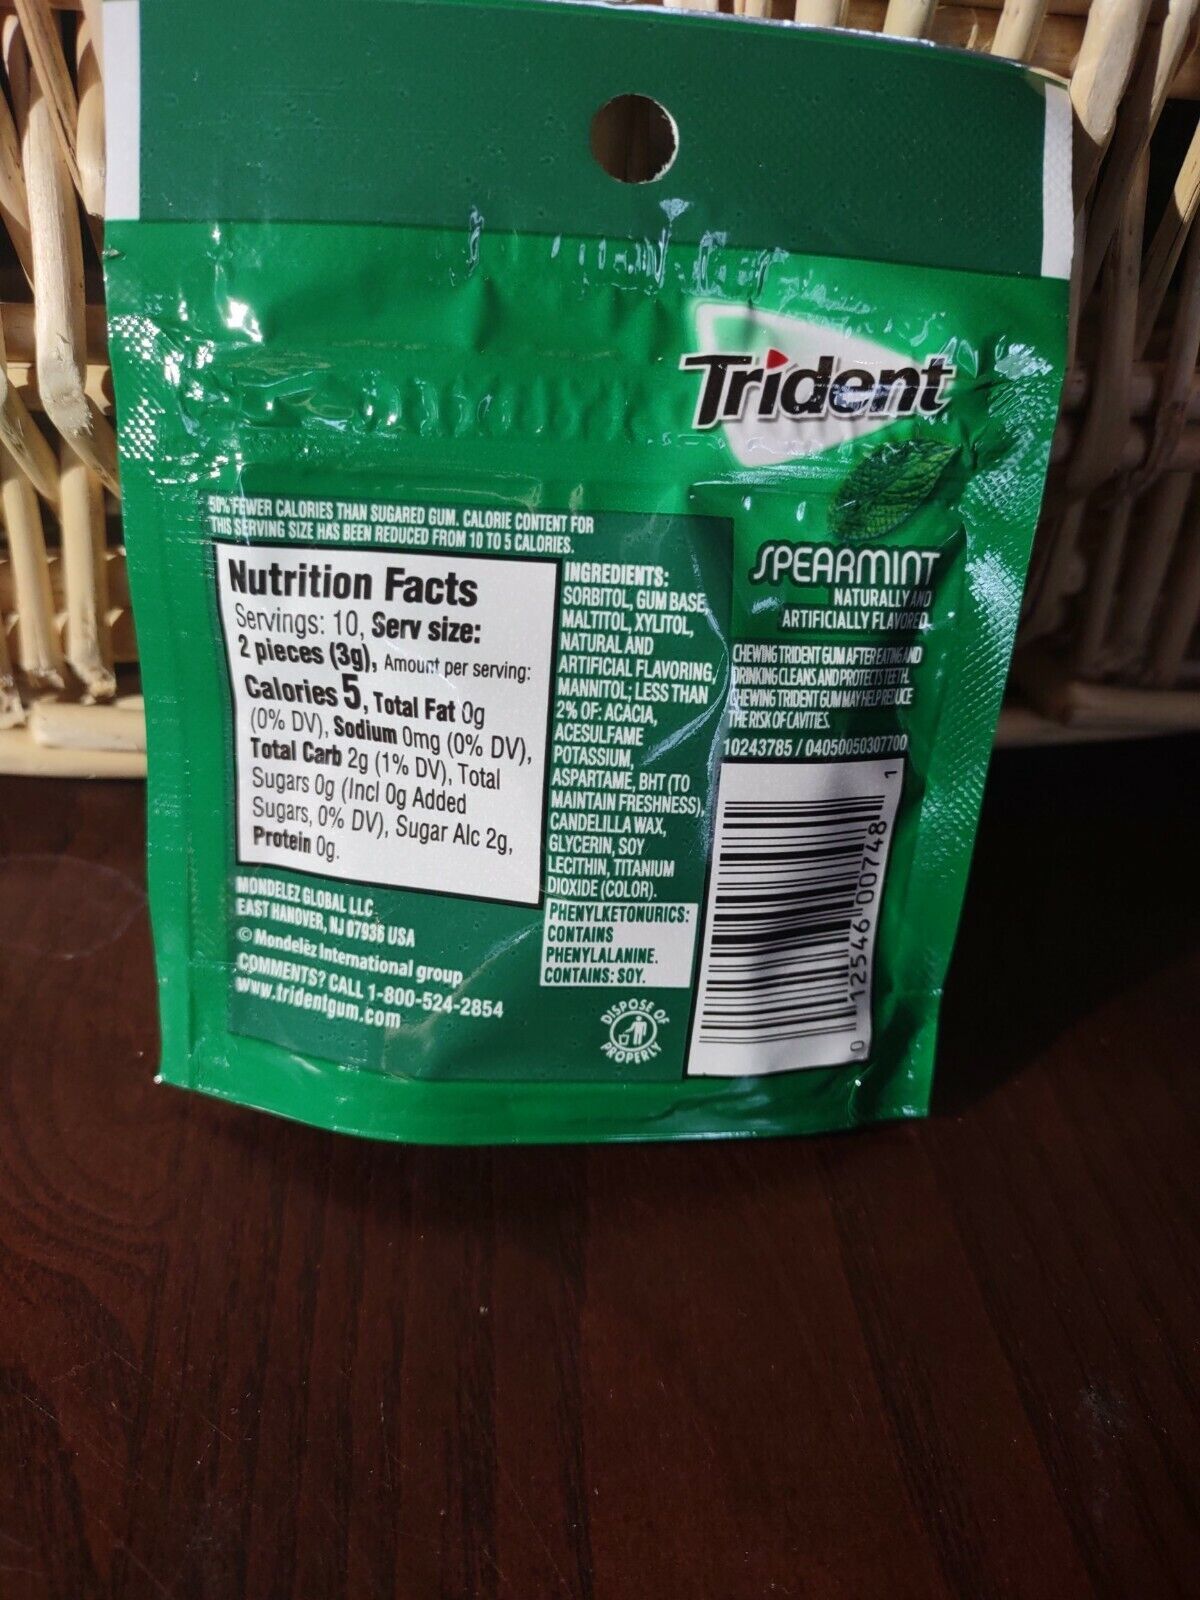 Trident
SPEARMINT
NATURALLY AND
ARTIFICIALLY FLAVORED
50% FEWER CALORIES THAN SUGARED GUM. CALORIE CONTENT FOR
THIS SERVING SIZE HAS BEEN REDUCED FROM 10 TO 5 CALORIES.
Nutrition Facts
Servings: 10, Serv size:
2 pieces (3g), Amount per serving:
Calories 5, Total Fat 0g
(0% DV), Sodium 0mg (0% DV),
Total Carb 2g (1% DV), Total
Sugars 0g (Incl 0g Added
Sugars, 0% DV), Sugar Alc 2g,
Protein 0g.
MONDELEZ GLOBAL LLC
EAST HANOVER, NJ 07936 USA
© Mondelēz International group
COMMENTS? CALL 1-800-524-2854
www.tridentgum.com
INGREDIENTS:
SORBITOL, GUM BASE,
MALTITOL, XYLITOL,
NATURAL AND
ARTIFICIAL FLAVORING,
MANNITOL; LESS THAN
2% OF: ACACIA,
ACESULFAME
POTASSIUM,
ASPARTAME, BHT (TO
MAINTAIN FRESHNESS),
CANDELILLA WAX,
GLYCERIN, SOY
LECITHIN, TITANIUM
DIOXIDE (COLOR).
PHENYLKETONURICS:
CONTAINS
PHENYLALANINE.
CONTAINS: SOY.
DISPOSE OF
PROPERLY
CHEWING TRIDENT GUM AFTER EATING AND
DRINKING CLEANS AND PROTECTS TEETH.
CHEWING TRIDENT GUM MAY HELP REDUCE
THE RISK OF CAVITIES.
10243785 / 04050050307700
0 12546 00748 1